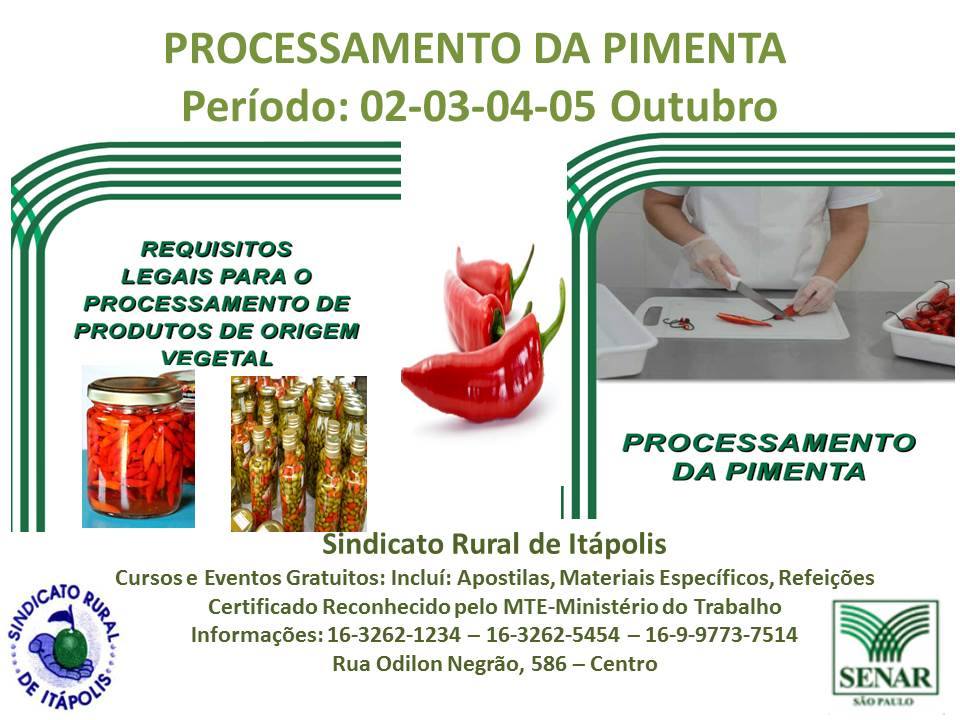 PROCESSAMENTO DA PIMENTA
Período: 02-03-04-05 Outubro
REQUISITOS
LEGAIS PARA O
PROCESSAMENTO DE
PRODUTOS DE ORIGEM
VEGETAL
PROCESSAMENTO
DA PIMENTA
Sindicato Rural de Itápolis
Cursos e Eventos Gratuitos: Incluí: Apostilas, Materiais Específicos, Refeições
Certificado Reconhecido pelo MTE-Ministério do Trabalho
Informações: 16-3262-1234 – 16-3262-5454 – 16-9-9773-7514
Rua Odilon Negrão, 586 – Centro
SINDICATO RURAL
DE ITÁPOLIS
SENAR
SÃO PAULO